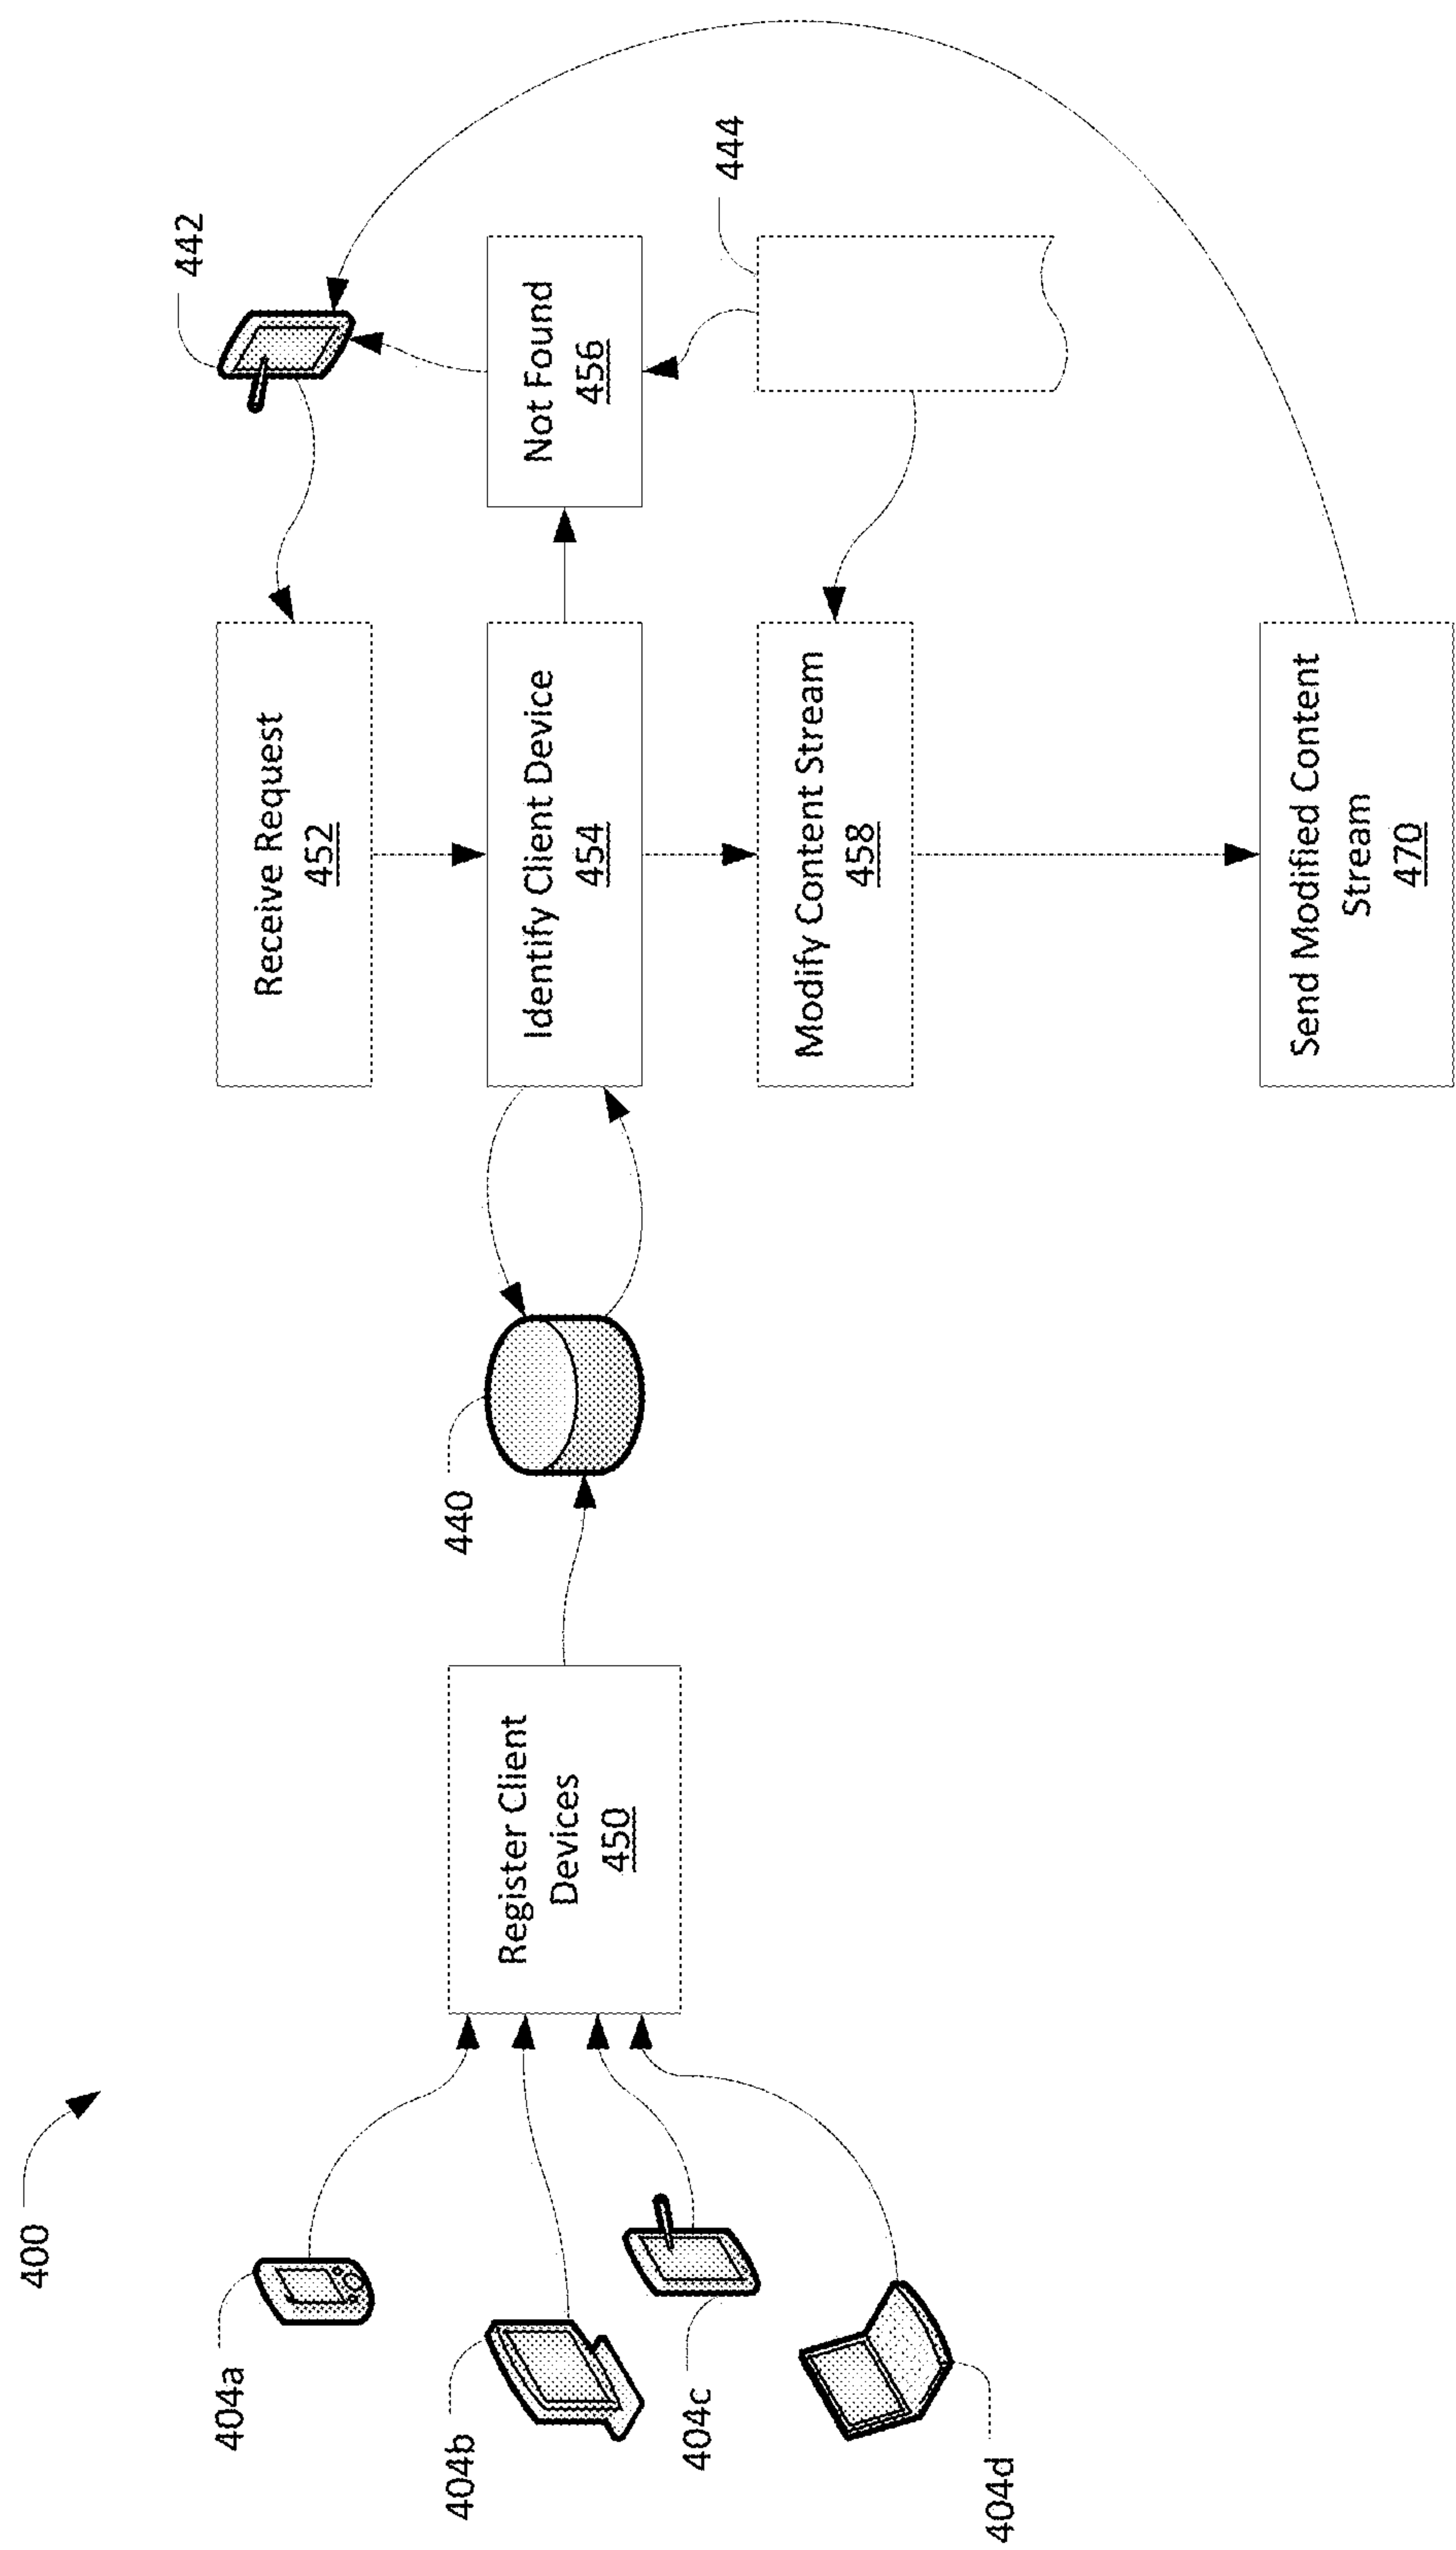 400
404a
404b
404c
404d
Register Client
Devices
450
440
Receive Request
452
Identify Client Device
454
Modify Content Stream
458
Send Modified Content
Stream
470
Not Found
456
442
444